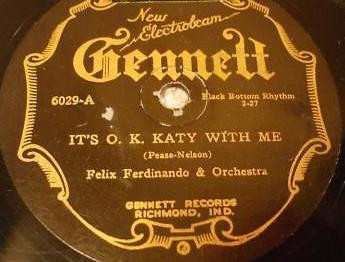 New
Electrobeam
Gennett
6029-A
Black Bottom Rhythm
2-27
IT'S O. K. KATY WITH ME
(Pease-Nelson)
Felix Ferdinando & Orchestra
GENNETT RECORDS
RICHMOND, IND.